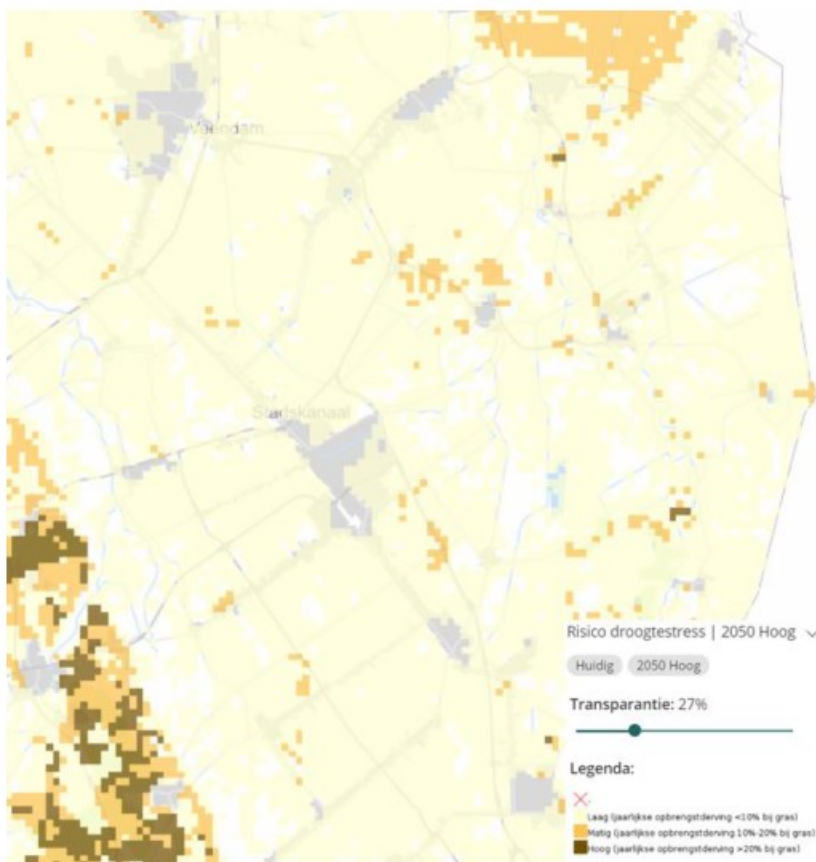 Veendam
Stadskanaal
Risico droogtestress | 2050 Hoog
Huidig 2050 Hoog
Transparantie: 27%
Legenda:
Laag (jaarlijkse opbrengstderving <10% bij gras)
Matig (jaarlijkse opbrengstderving 10%-20% bij gras)
Hoog (jaarlijkse opbrengstderving >20% bij gras)